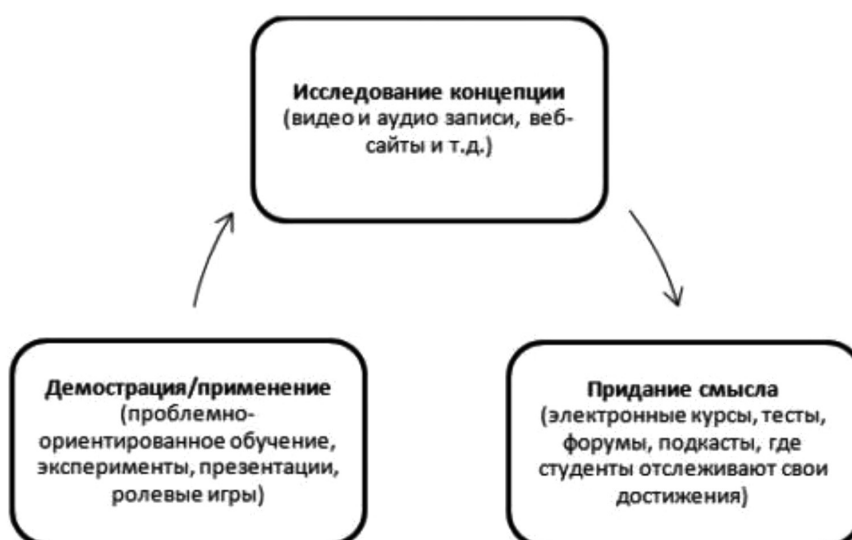 Исследование концепции
(видео и аудио записи, веб-
сайты и т.д.)
Демострация/применение
(проблемно-
ориентированное обучение,
эксперименты, презентации,
ролевые игры)
Придание смысла
(электронные курсы, тесты,
форумы, подкасты, где
студенты отслеживают свои
достижения)